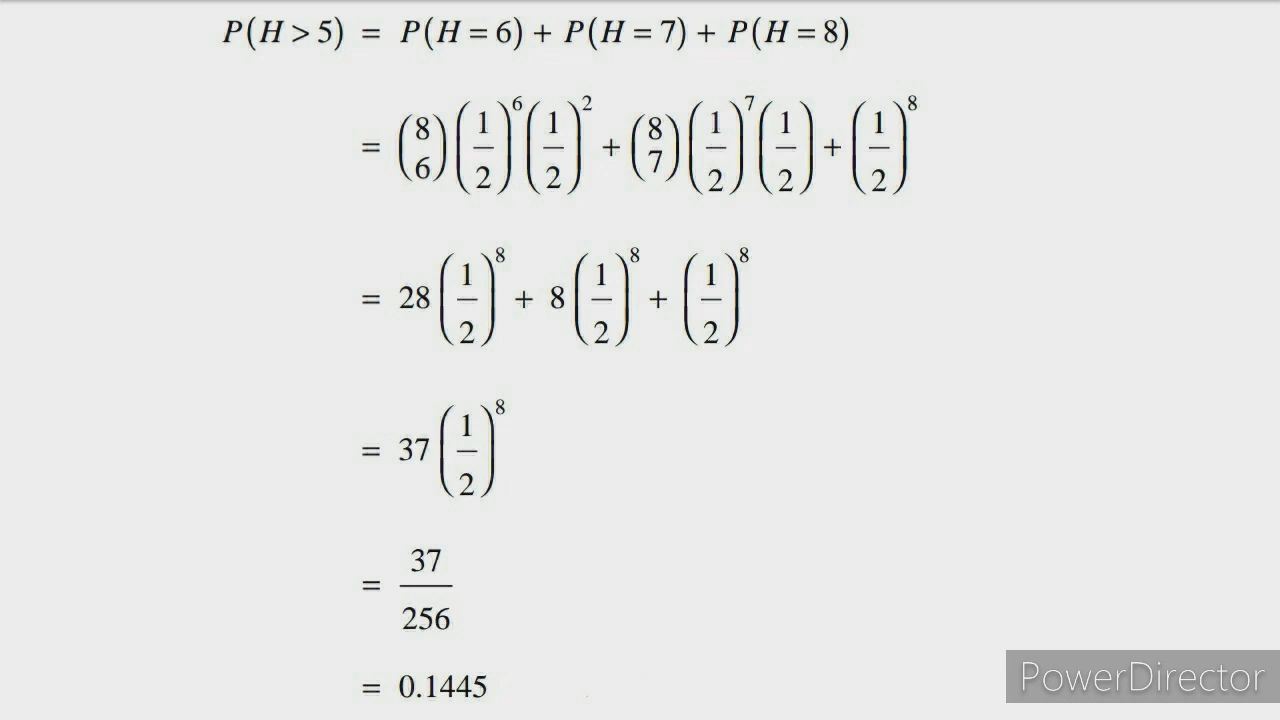 P(H > 5) = P(H = 6) + P(H = 7) + P(H = 8)
= (8 6) (1/2)^6 (1/2)^2 + (8 7) (1/2)^7 (1/2) + (1/2)^8
= 28 (1/2)^8 + 8 (1/2)^8 + (1/2)^8
= 37 (1/2)^8
= 37/256
= 0.1445
PowerDirector